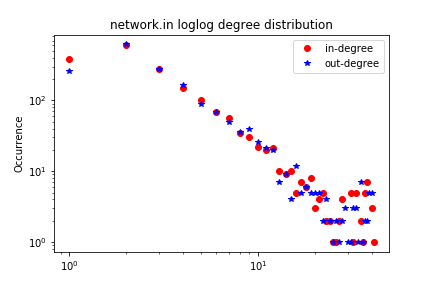 network.in loglog degree distribution
in-degree
out-degree
Occurrence
10²
10¹
10⁰
10⁰
10¹